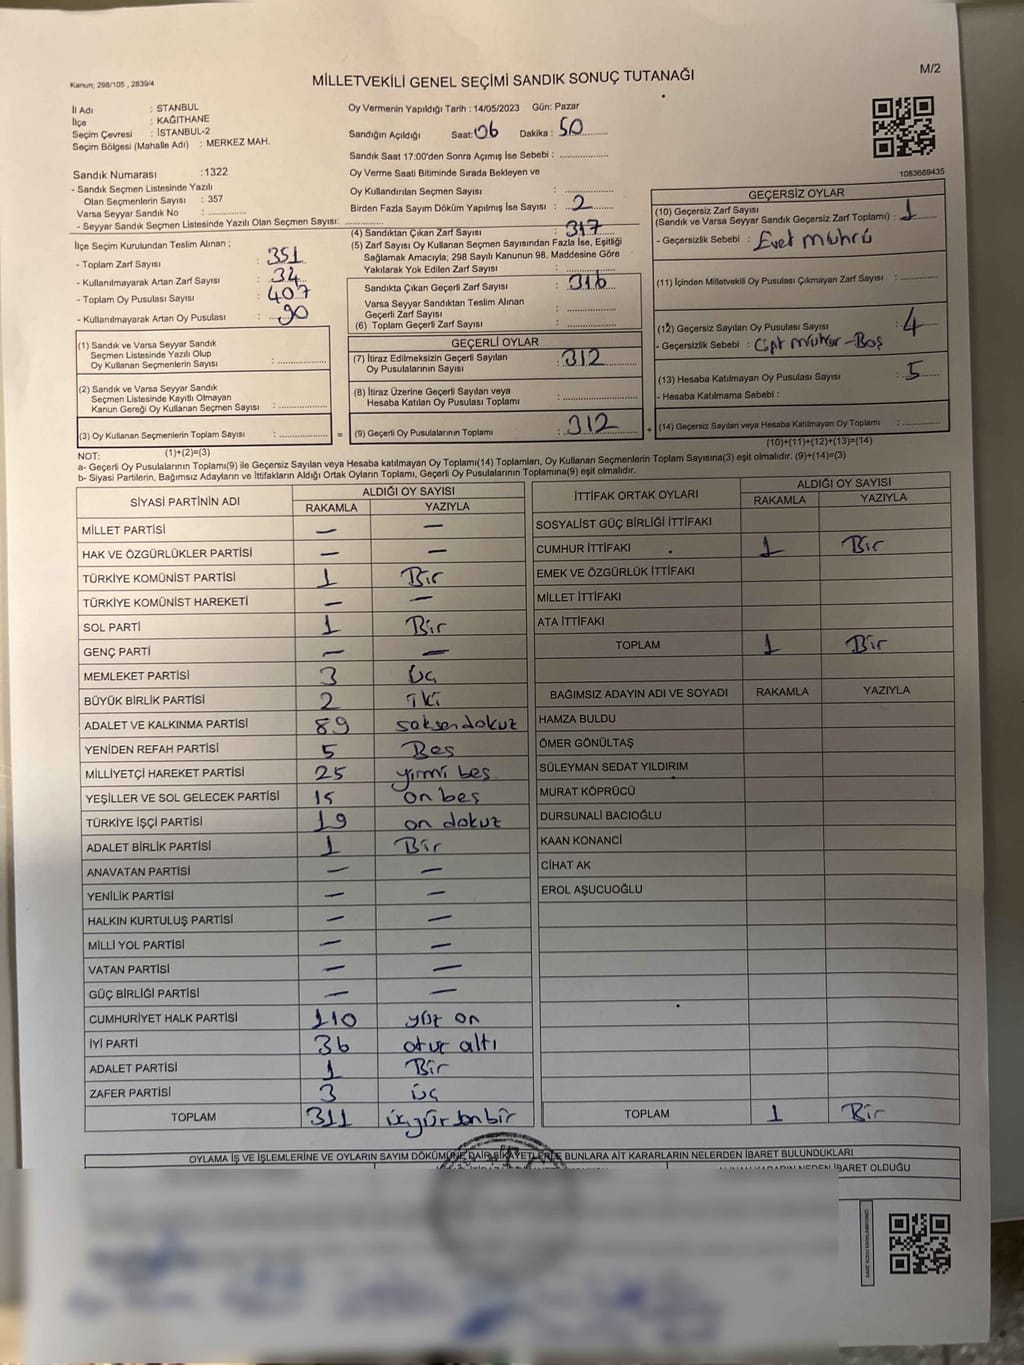 Kanun; 298/105 , 2839/4
MİLLETVEKİLİ GENEL SEÇİMİ SANDIK SONUÇ TUTANAĞI
M/2
İl Adı : STANBUL
İlçe : KAĞITHANE
Seçim Çevresi : İSTANBUL-2
Seçim Bölgesi (Mahalle Adı) : MERKEZ MAH.
Sandık Numarası :1322
- Sandık Seçmen Listesinde Yazılı
Olan Seçmenlerin Sayısı : 357
Varsa Seyyar Sandık No :
- Seyyar Sandık Seçmen Listesinde Yazılı Olan Seçmen Sayısı:
İlçe Seçim Kurulundan Teslim Alınan ;
- Toplam Zarf Sayısı : 351
- Kullanılmayarak Artan Zarf Sayısı : 34
- Toplam Oy Pusulası Sayısı : 407
- Kullanılmayarak Artan Oy Pusulası : 90
(1) Sandık ve Varsa Seyyar Sandık
Seçmen Listesinde Yazılı Olup
Oy Kullanan Seçmenlerin Sayısı :
(2) Sandık ve Varsa Seyyar Sandık
Seçmen Listesinde Kayıtlı Olmayan
Kanun Gereği Oy Kullanan Seçmen Sayısı :
(3) Oy Kullanan Seçmenlerin Toplam Sayısı :
Oy Vermenin Yapıldığı Tarih : 14/05/2023 Gün: Pazar
Sandığın Açıldığı Saat: 06 Dakika : 50
Sandık Saat 17:00'den Sonra Açımış İse Sebebi :
Oy Verme Saati Bitiminde Sırada Bekleyen ve
Oy Kullandırılan Seçmen Sayısı :
Birden Fazla Sayım Döküm Yapılmış İse Sayısı : 2
(4) Sandıktan Çıkan Zarf Sayısı : 317
(5) Zarf Sayısı Oy Kullanan Seçmen Sayısından Fazla İse, Eşitliği
Sağlamak Amacıyla; 298 Sayılı Kanunun 98. Maddesine Göre
Yakılarak Yok Edilen Zarf Sayısı :
Sandıkta Çıkan Geçerli Zarf Sayısı : 316
Varsa Seyyar Sandıktan Teslim Alınan
Geçerli Zarf Sayısı :
(6) Toplam Geçerli Zarf Sayısı :
GEÇERLİ OYLAR
(7) İtiraz Edilmeksizin Geçerli Sayılan
Oy Pusulalarının Sayısı : 312
(8) İtiraz Üzerine Geçerli Sayılan veya
Hesaba Katılan Oy Pusulası Toplamı :
= (9) Geçerli Oy Pusulalarının Toplamı : 312 +
1083669435
GEÇERSİZ OYLAR
(10) Geçersiz Zarf Sayısı
(Sandık ve Varsa Seyyar Sandık Geçersiz Zarf Toplamı) : 1
- Geçersizlik Sebebi : Evet Mührü
(11) İçinden Milletvekili Oy Pusulası Çıkmayan Zarf Sayısı :
(12) Geçersiz Sayılan Oy Pusulası Sayısı : 4
- Geçersizlik Sebebi : Çift Mühür-Boş
(13) Hesaba Katılmayan Oy Pusulası Sayısı : 5
- Hesaba Katılmama Sebebi :
(14) Geçersiz Sayılan veya Hesaba Katılmayan Oy Toplamı :
NOT: (1)+(2)=(3) (10)+(11)+(12)+(13)=(14)
a- Geçerli Oy Pusulalarının Toplamı(9) ile Geçersiz Sayılan veya Hesaba katılmayan Oy Toplamı(14) Toplamları, Oy Kullanan Seçmenlerin Toplam Sayısına(3) eşit olmalıdır. (9)+(14)=(3)
b- Siyasi Partilerin, Bağımsız Adayların ve İttifakların Aldığı Ortak Oyların Toplamı, Geçerli Oy Pusulalarının Toplamına(9) eşit olmalıdır.
SİYASİ PARTİNİN ADI ALDIĞI OY SAYISI
RAKAMLA YAZIYLA
MİLLET PARTİSİ — —
HAK VE ÖZGÜRLÜKLER PARTİSİ — —
TÜRKİYE KOMÜNİST PARTİSİ 1 Bir
TÜRKİYE KOMÜNİST HAREKETİ — —
SOL PARTİ 1 Bir
GENÇ PARTİ — —
MEMLEKET PARTİSİ 3 üç
BÜYÜK BİRLİK PARTİSİ 2 iki
ADALET VE KALKINMA PARTİSİ 89 seksendokuz
YENİDEN REFAH PARTİSİ 5 Beş
MİLLİYETÇİ HAREKET PARTİSİ 25 yirmi beş
YEŞİLLER VE SOL GELECEK PARTİSİ 15 on beş
TÜRKİYE İŞÇİ PARTİSİ 19 on dokuz
ADALET BİRLİK PARTİSİ 1 Bir
ANAVATAN PARTİSİ — —
YENİLİK PARTİSİ — —
HALKIN KURTULUŞ PARTİSİ — —
MİLLİ YOL PARTİSİ — —
VATAN PARTİSİ — —
GÜÇ BİRLİĞİ PARTİSİ — —
CUMHURİYET HALK PARTİSİ 110 yüz on
İYİ PARTİ 36 otuz altı
ADALET PARTİSİ 1 Bir
ZAFER PARTİSİ 3 üç
TOPLAM 311 üçyüz onbir
İTTİFAK ORTAK OYLARI ALDIĞI OY SAYISI
RAKAMLA YAZIYLA
SOSYALİST GÜÇ BİRLİĞİ İTTİFAKI
CUMHUR İTTİFAKI 1 Bir
EMEK VE ÖZGÜRLÜK İTTİFAKI
MİLLET İTTİFAKI
ATA İTTİFAKI
TOPLAM 1 Bir
BAĞIMSIZ ADAYIN ADI VE SOYADI RAKAMLA YAZIYLA
HAMZA BULDU
ÖMER GÖNÜLTAŞ
SÜLEYMAN SEDAT YILDIRIM
MURAT KÖPRÜCÜ
DURSUNALİ BACIOĞLU
KAAN KONANCİ
CİHAT AK
EROL AŞUCUOĞLU
TOPLAM 1 Bir
OYLAMA İŞ VE İŞLEMLERİNE VE OYLARIN SAYIM DÖKÜMÜNE DAİR ŞİKAYETLERLE BUNLARA AİT KARARLARIN NELERDEN İBARET BULUNDUKLARI
NEDEN İBARET OLDUĞU